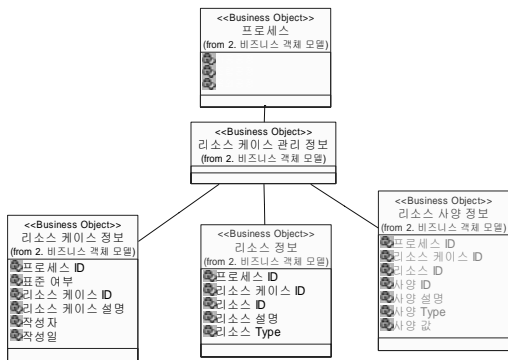 <<Business Object>>
프로세스
(from 2. 비즈니스 객체 모델)
<<Business Object>>
리소스 케이스 관리 정보
(from 2. 비즈니스 객체 모델)
<<Business Object>>
리소스 케이스 정보
(from 2. 비즈니스 객체 모델)
프로세스 ID
표준 여부
리소스 케이스 ID
리소스 케이스 설명
작성자
작성일
<<Business Object>>
리소스 정보
(from 2. 비즈니스 객체 모델)
프로세스 ID
리소스 케이스 ID
리소스 ID
리소스 설명
리소스 Type
<<Business Object>>
리소스 사양 정보
(from 2. 비즈니스 객체 모델)
프로세스 ID
리소스 케이스 ID
리소스 ID
사양 ID
사양 설명
사양 Type
사양 값